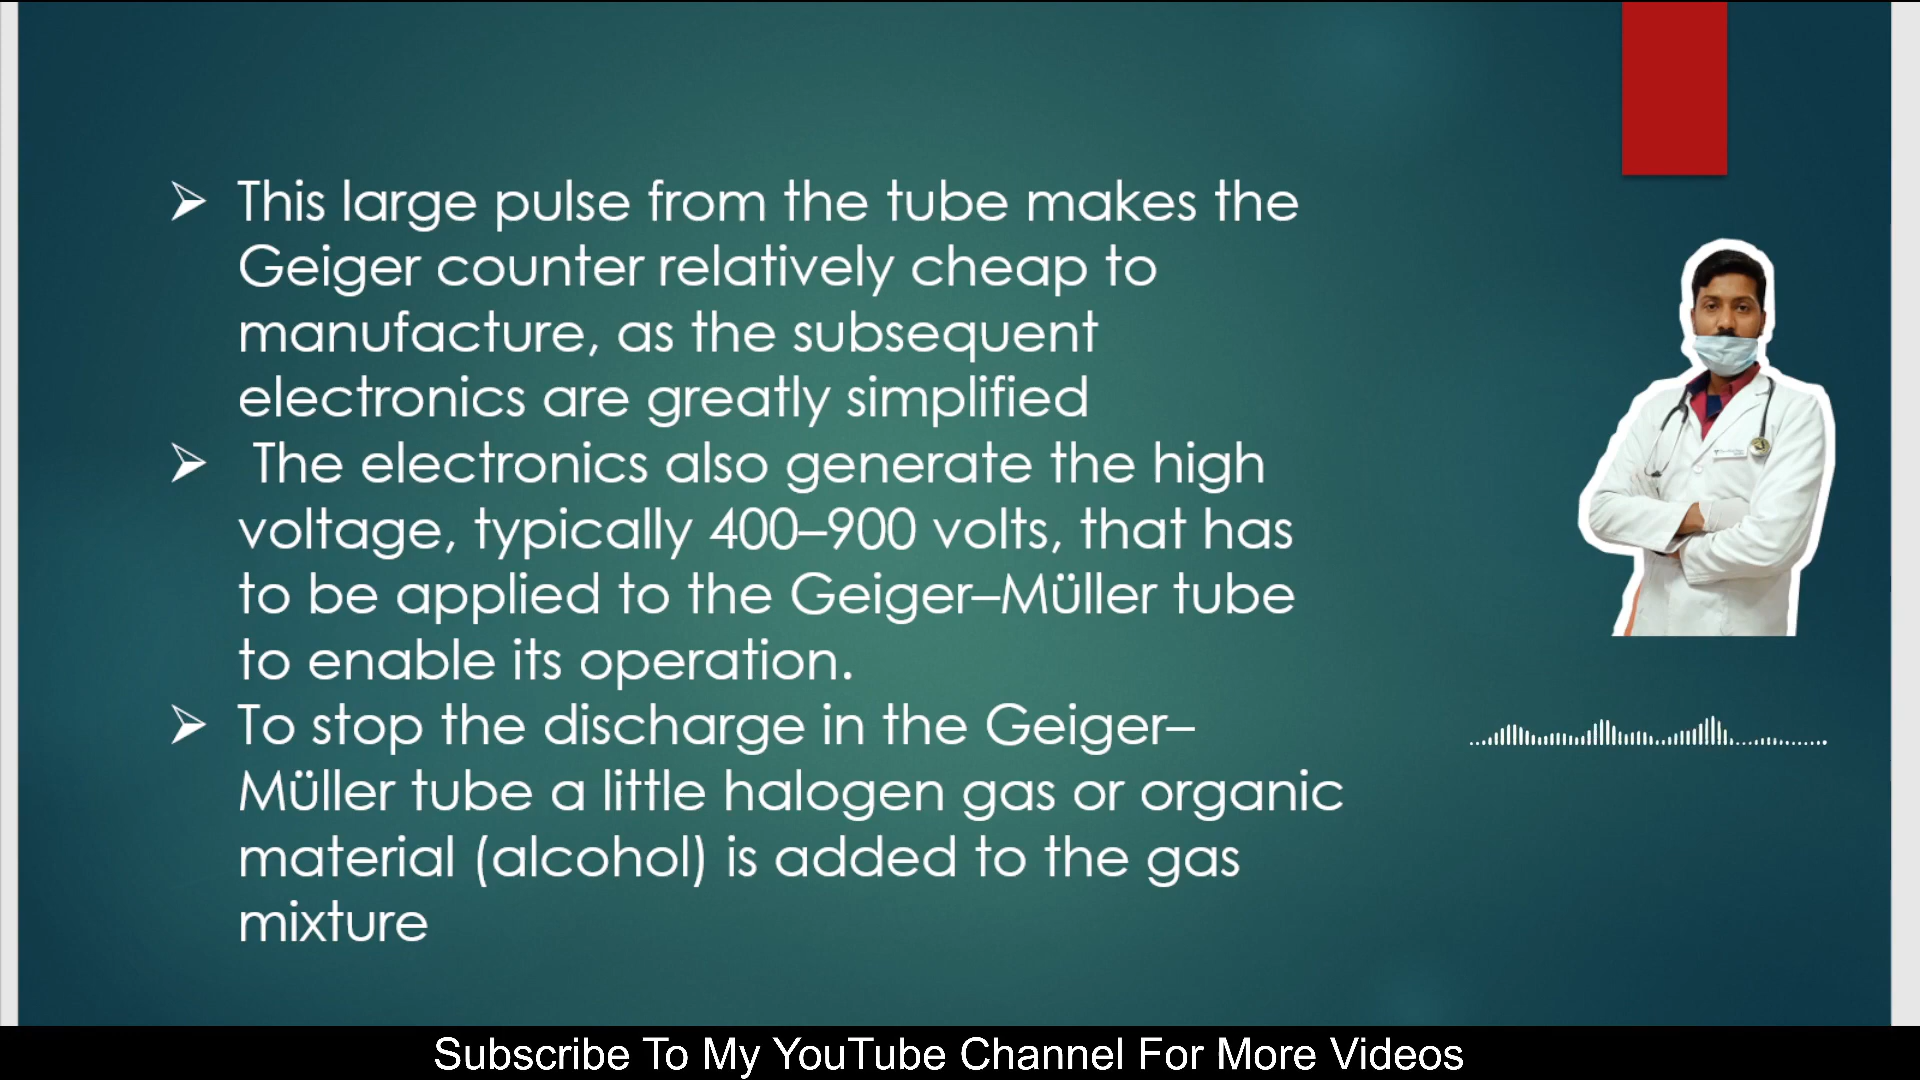 This large pulse from the tube makes the
Geiger counter relatively cheap to
manufacture, as the subsequent
electronics are greatly simplified
The electronics also generate the high
voltage, typically 400–900 volts, that has
to be applied to the Geiger–Müller tube
to enable its operation.
To stop the discharge in the Geiger–
Müller tube a little halogen gas or organic
material (alcohol) is added to the gas
mixture
Subscribe To My YouTube Channel For More Videos